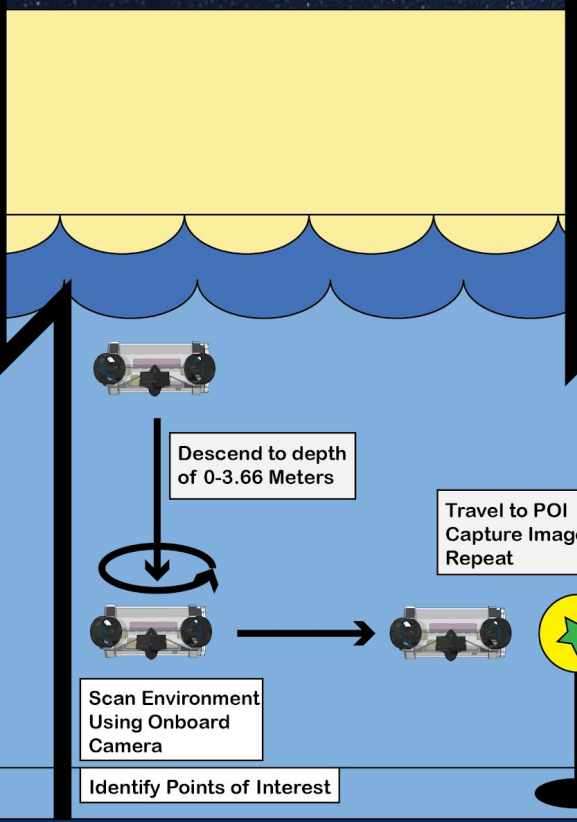 Descend to depth
of 0-3.66 Meters
Travel to POI
Capture
Repeat
Scan Environment
Using Onboard
Camera
Identify Points of Interest